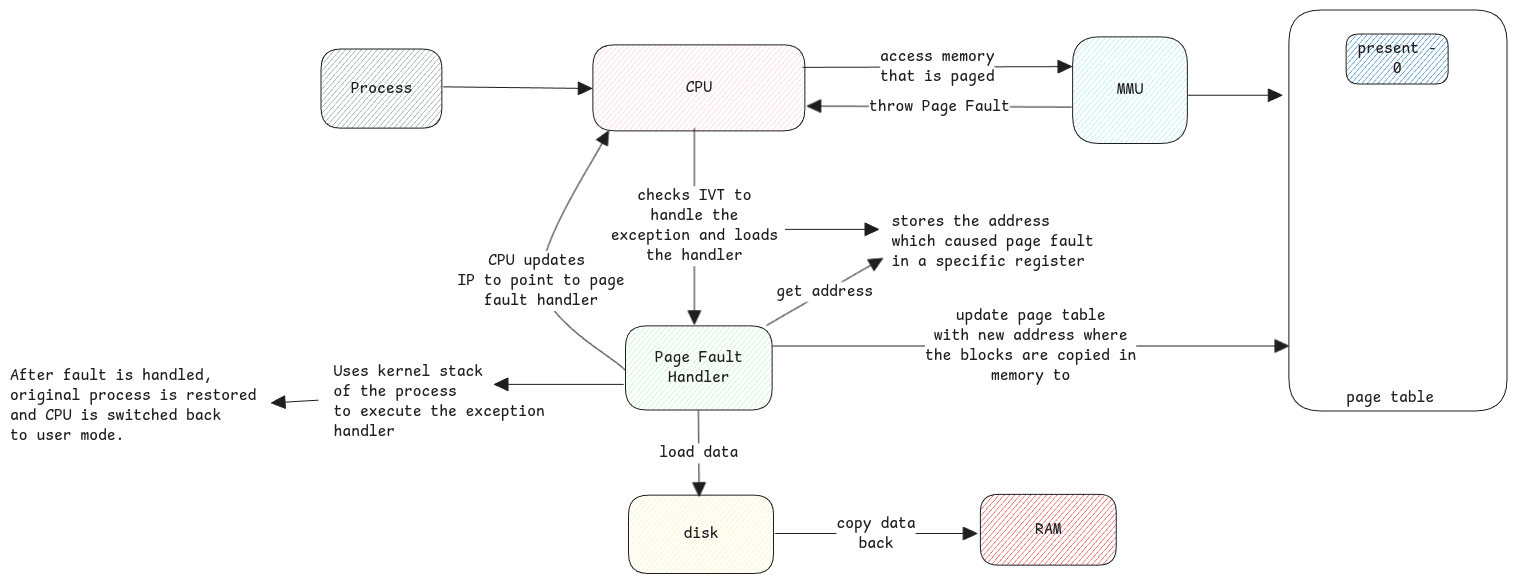 Process
CPU
access memory
that is paged
throw Page Fault
MMU
present -
0
checks IVT to
handle the
exception and loads
the handler
stores the address
which caused page fault
in a specific register
CPU updates
IP to point to page
fault handler
get address
update page table
with new address where
the blocks are copied in
memory to
Page Fault
Handler
Uses kernel stack
of the process
to execute the exception
handler
After fault is handled,
original process is restored
and CPU is switched back
to user mode.
page table
load data
disk
copy data
back
RAM